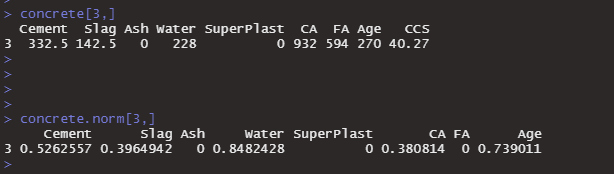 > concrete[3,]
Cement Slag Ash Water SuperPlast CA FA Age CCS
3 332.5 142.5 0 228 0 932 594 270 40.27
>
>
>
>
> concrete.norm[3,]
Cement Slag Ash Water SuperPlast CA FA Age
3 0.5262557 0.3964942 0 0.8482428 0 0.380814 0 0.739011
>